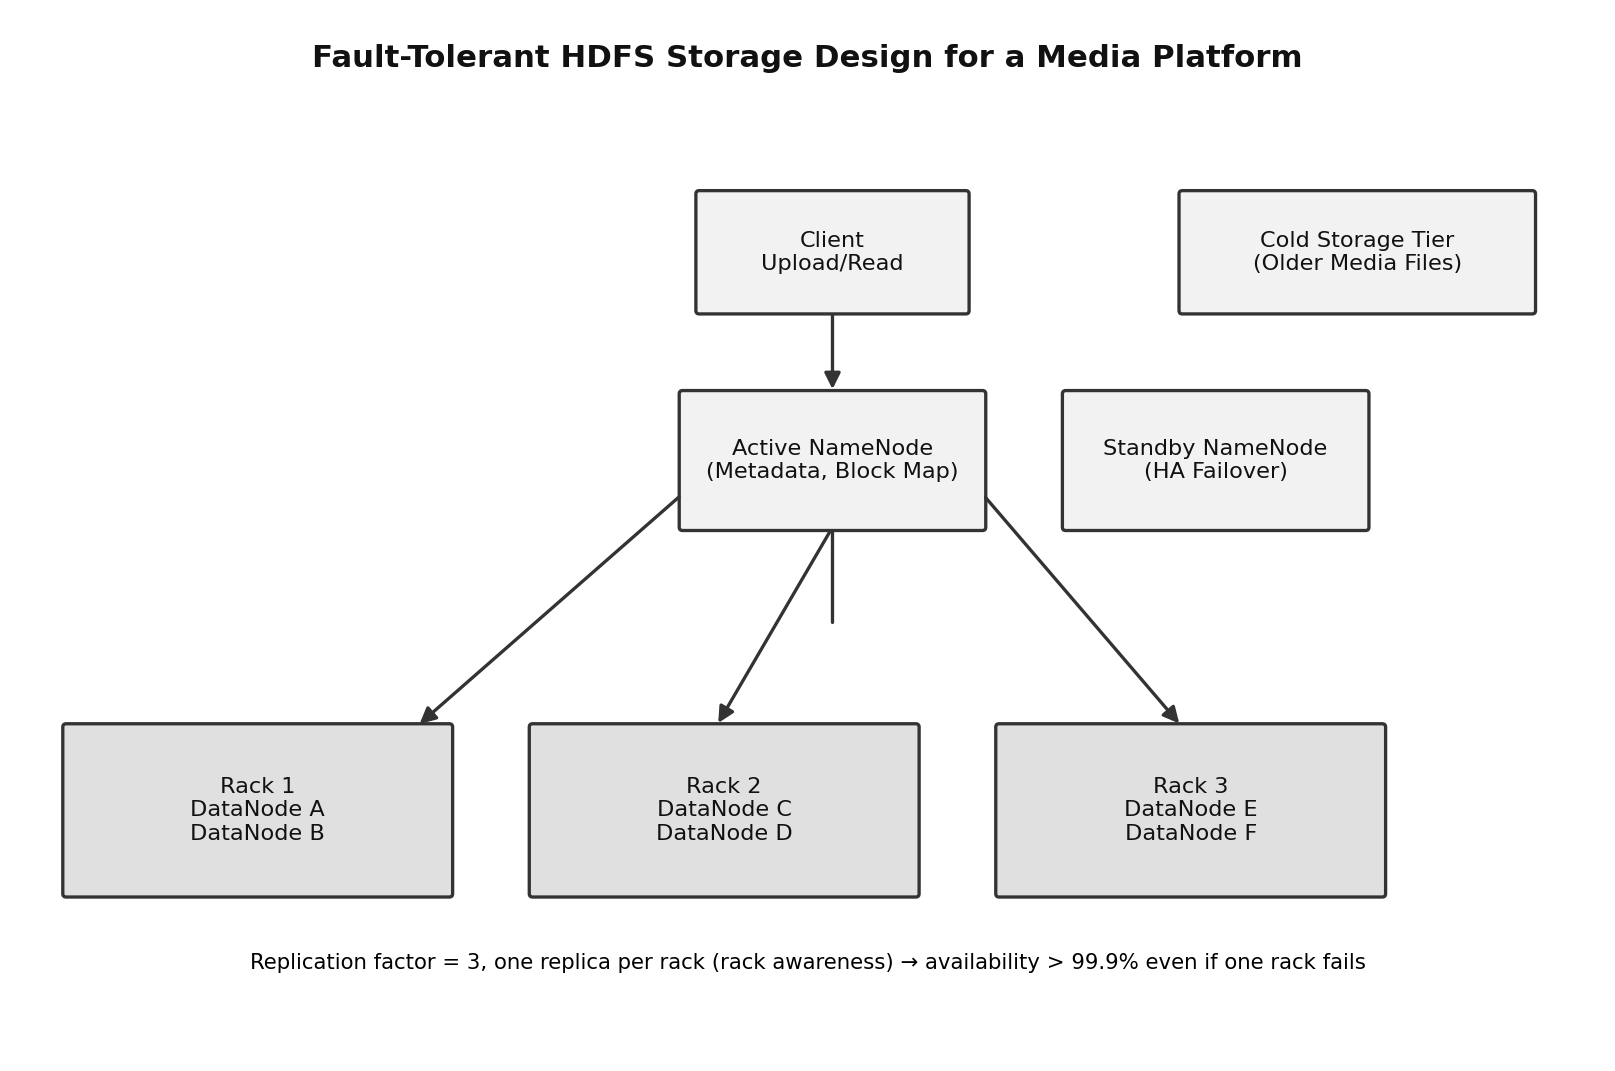 Fault-Tolerant HDFS Storage Design for a Media Platform
Client
Upload/Read
Cold Storage Tier
(Older Media Files)
Active NameNode
(Metadata, Block Map)
Standby NameNode
(HA Failover)
Rack 1
DataNode A
DataNode B
Rack 2
DataNode C
DataNode D
Rack 3
DataNode E
DataNode F
Replication factor = 3, one replica per rack (rack awareness) → availability > 99.9% even if one rack fails